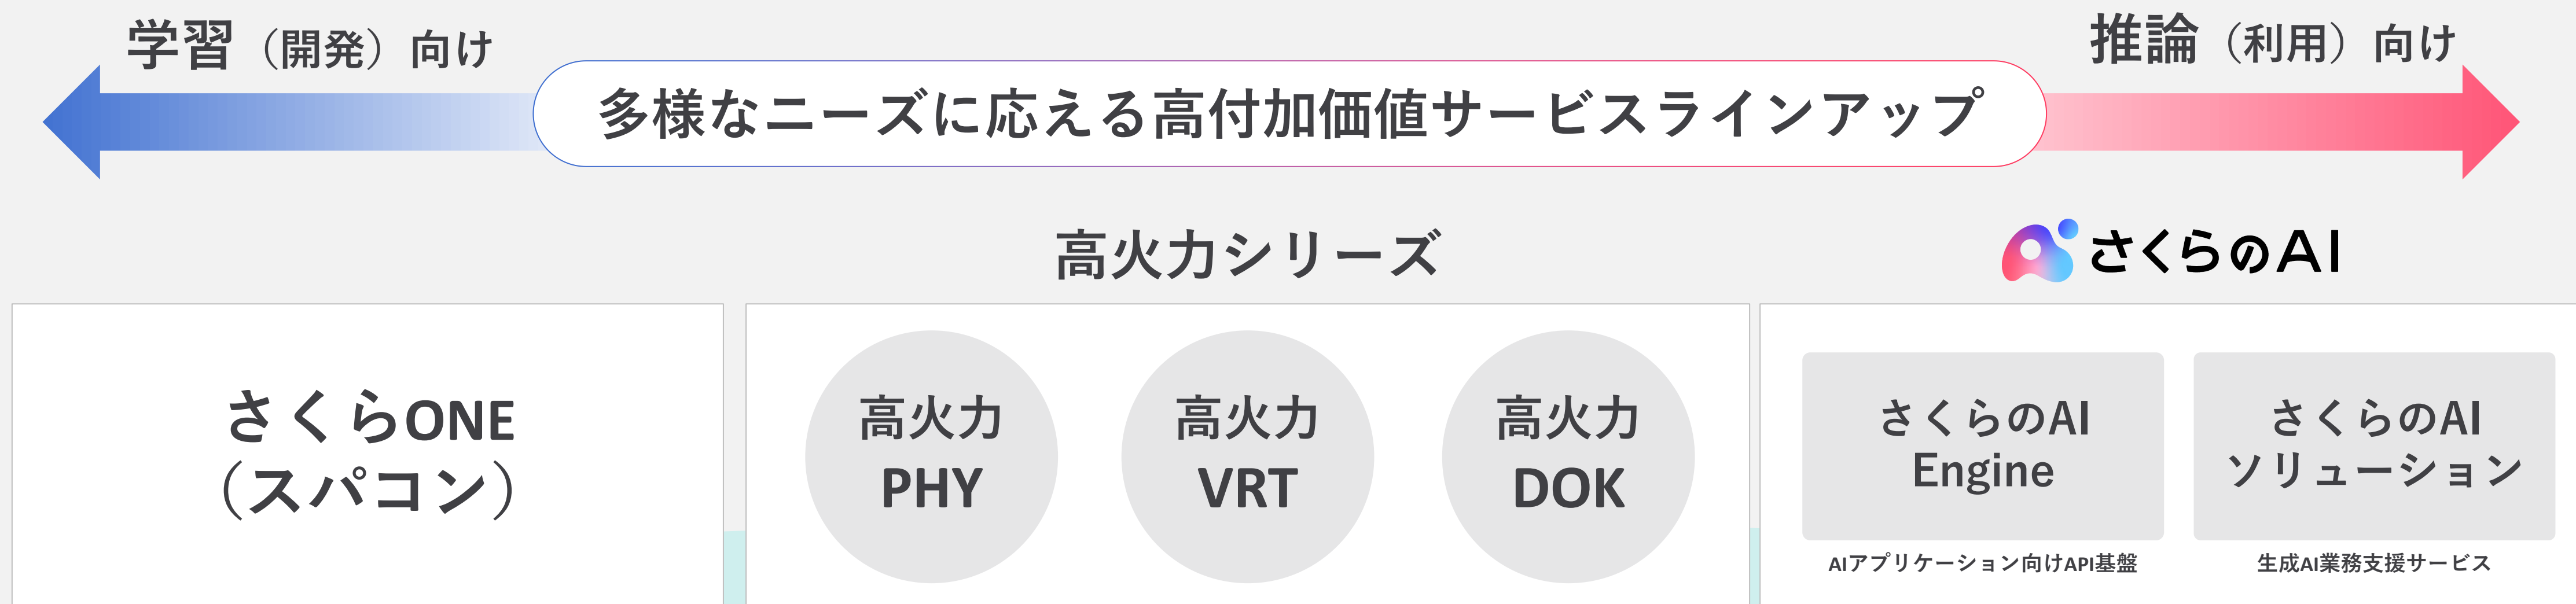 学習（開発）向け
推論（利用）向け
多様なニーズに応える高付加価値サービスラインアップ
高火力シリーズ
さくらのAI
さくらONE
（スパコン）
高火力
PHY
高火力
VRT
高火力
DOK
さくらのAI
Engine
AIアプリケーション向けAPI基盤
さくらのAI
ソリューション
生成AI業務支援サービス